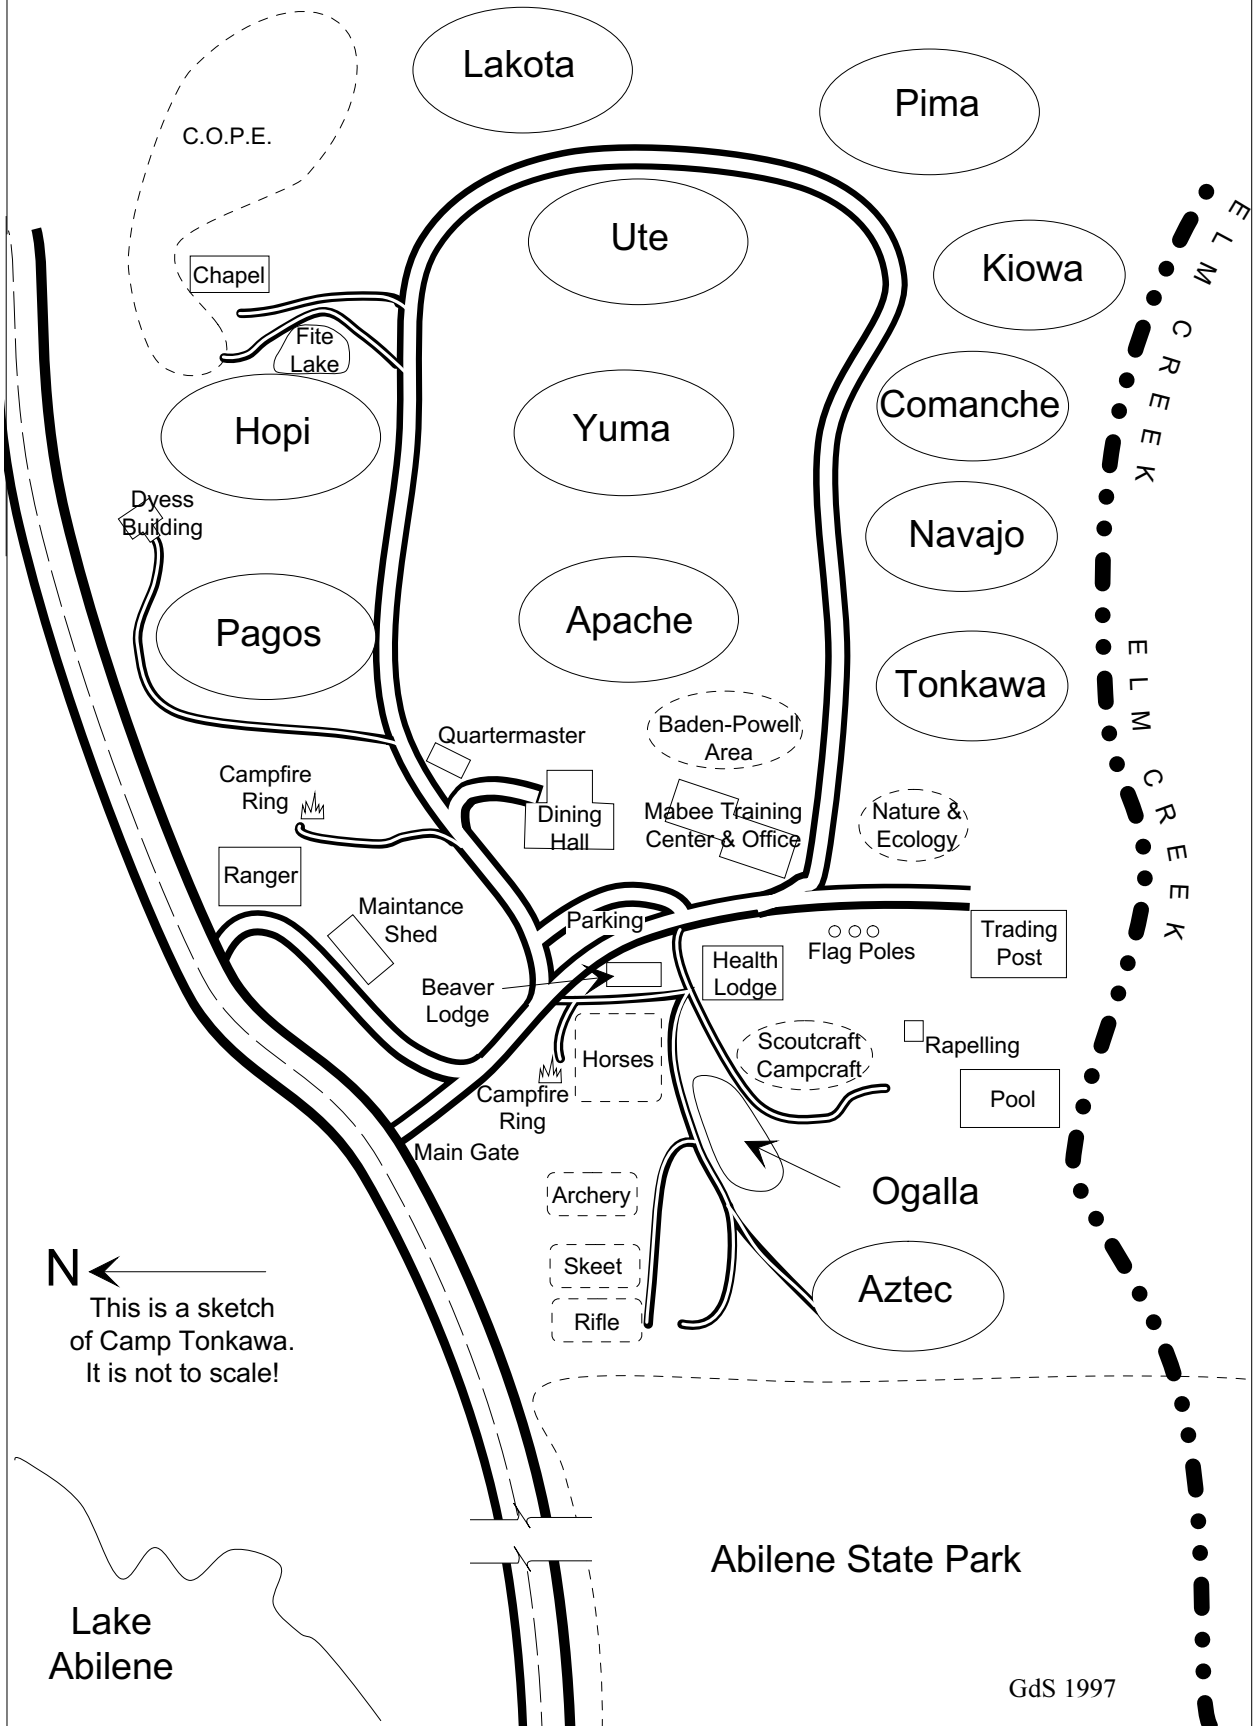 Lakota
Pima
C.O.P.E.
ELM CREEK
Ute
Kiowa
Chapel
Fite
Lake
Comanche
Hopi
Yuma
Dyess
Building
Navajo
Pagos
Apache
ELM CREEK
Tonkawa
Baden-Powell
Area
Quartermaster
Campfire
Ring
Dining
Hall
Mabee Training
Center & Office
Nature &
Ecology
Ranger
Maintance
Shed
Parking
Flag Poles
Trading
Post
Beaver
Lodge
Health
Lodge
Horses
Scoutcraft
Campcraft
Rapelling
Campfire
Ring
Pool
Main Gate
Archery
Ogalla
Skeet
Aztec
Rifle
N
This is a sketch
of Camp Tonkawa.
It is not to scale!
Abilene State Park
Lake
Abilene
GdS 1997